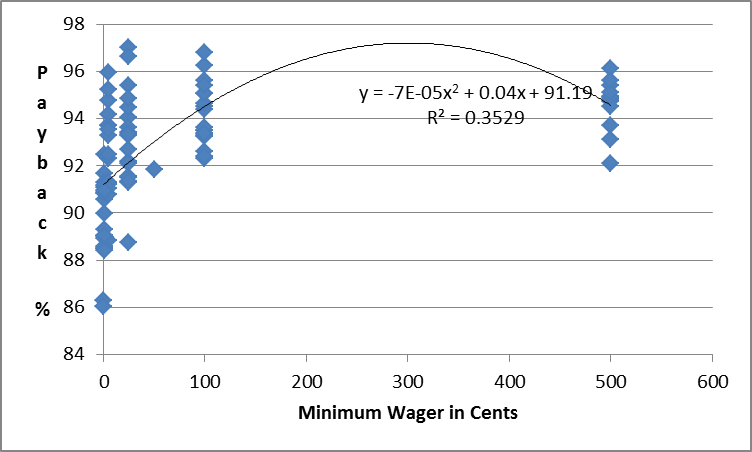 98
96
94
92
90
88
86
84
P
a
y
b
a
c
k
%
y = -7E-05x² + 0.04x + 91.19
R² = 0.3529
0
100
200
300
400
500
600
Minimum Wager in Cents